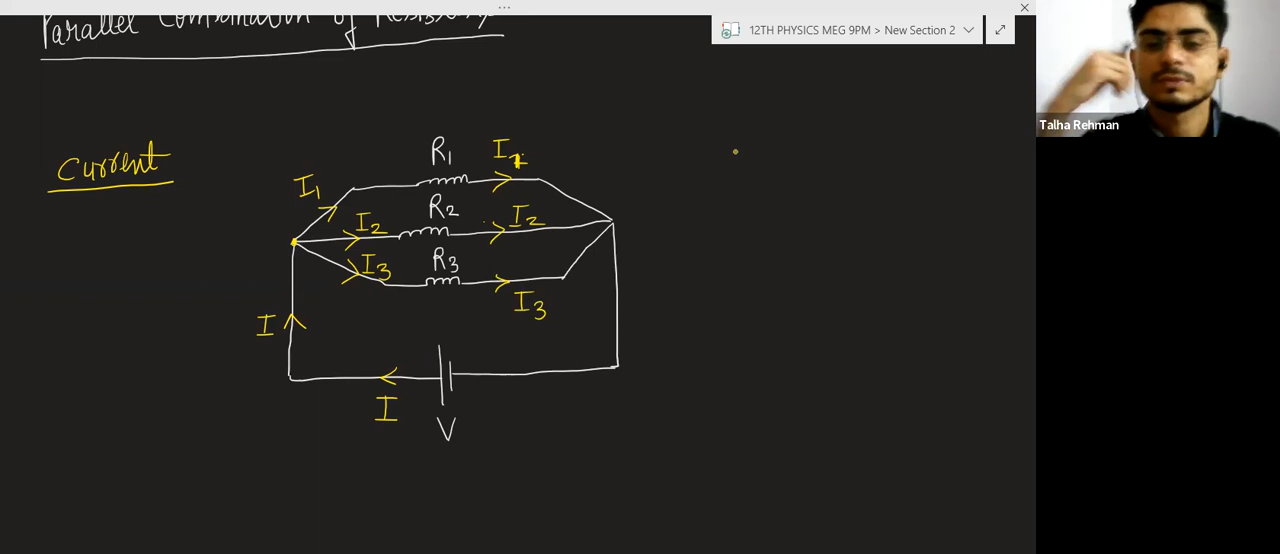 Parallel Combination of Resistors
12TH PHYSICS MEG 9PM > New Section 2
Talha Rehman
Current
R1
I1
I1
R2
I2
I2
R3
I3
I3
I
I
V